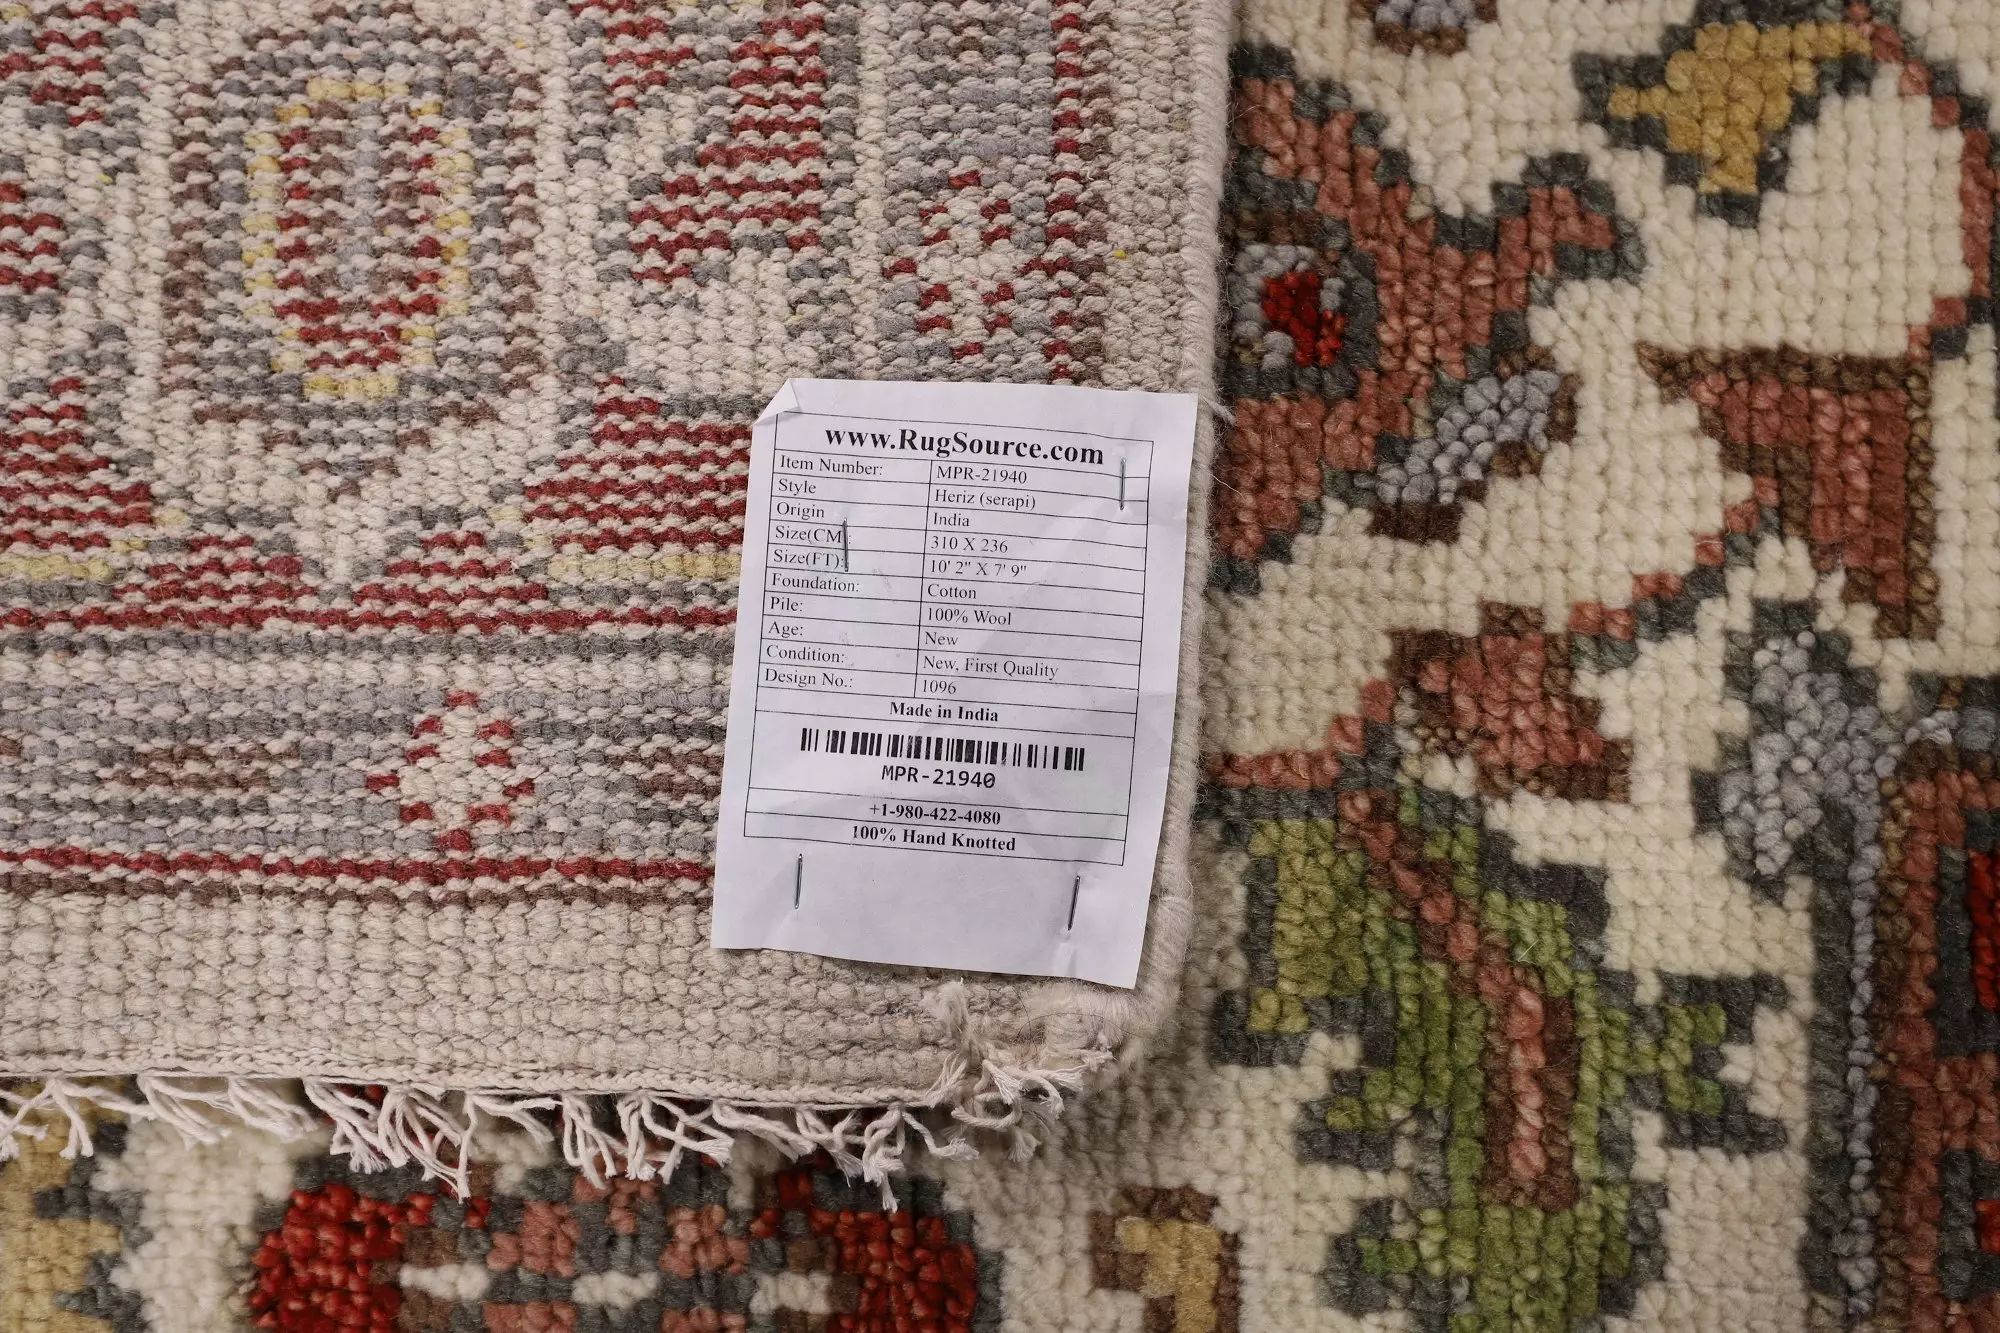 www.RugSource.com
Item Number: MPR-21940
Style Heriz (serapi)
Origin India
Size(CM): 310 X 236
Size(FT): 10' 2" X 7' 9"
Foundation: Cotton
Pile: 100% Wool
Age: New
Condition: New, First Quality
Design No.: 1096
Made in India
MPR-21940
+1-980-422-4080
100% Hand Knotted